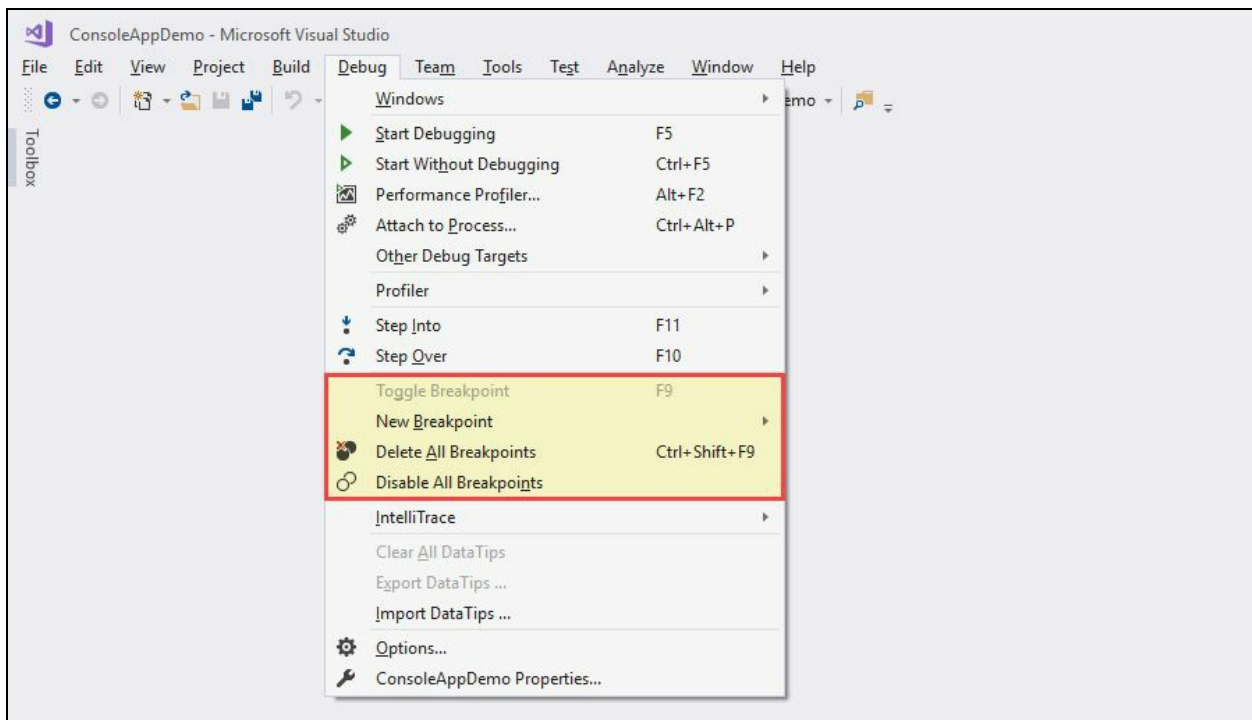 ConsoleAppDemo - Microsoft Visual Studio
File Edit View Project Build Debug Team Tools Test Analyze Window Help
emo
Toolbox
Windows
Start Debugging F5
Start Without Debugging Ctrl+F5
Performance Profiler... Alt+F2
Attach to Process... Ctrl+Alt+P
Other Debug Targets
Profiler
Step Into F11
Step Over F10
Toggle Breakpoint F9
New Breakpoint
Delete All Breakpoints Ctrl+Shift+F9
Disable All Breakpoints
IntelliTrace
Clear All DataTips
Export DataTips ...
Import DataTips ...
Options...
ConsoleAppDemo Properties...